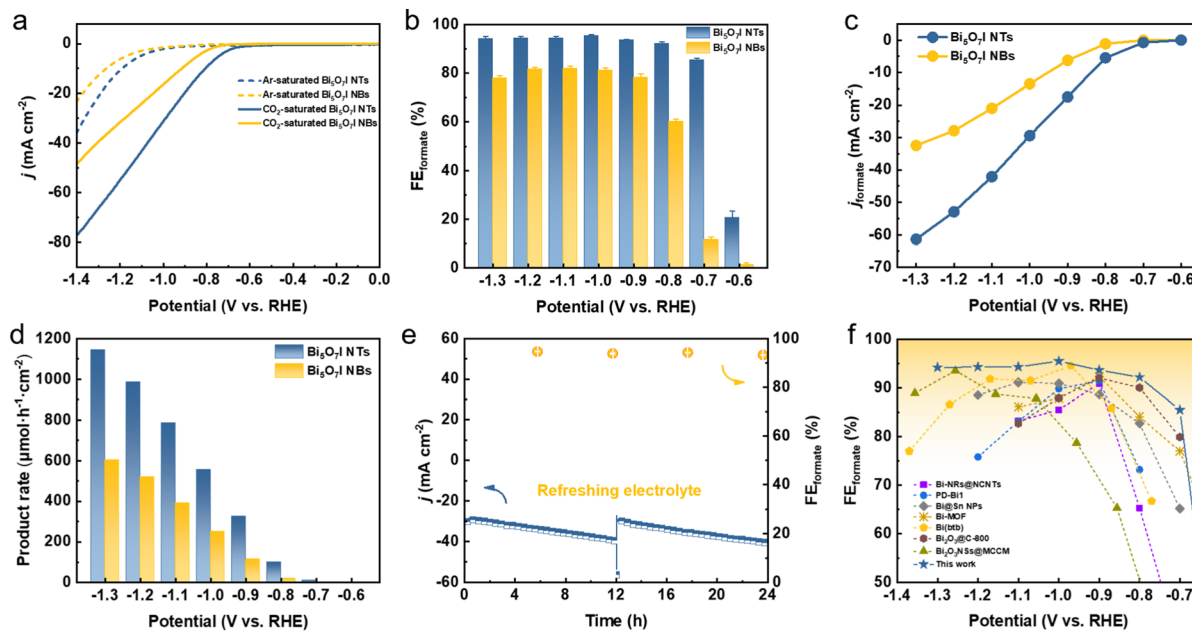 a
0
-20
-40
-60
-80
j (mA cm⁻²)
Ar-saturated Bi₅O₇I NTs
Ar-saturated Bi₅O₇I NBs
CO₂-saturated Bi₅O₇I NTs
CO₂-saturated Bi₅O₇I NBs
-1.4 -1.2 -1.0 -0.8 -0.6 -0.4 -0.2 0.0
Potential (V vs. RHE)
b
100
80
60
40
20
0
FEformate (%)
Bi₅O₇I NTs
Bi₅O₇I NBs
-1.3 -1.2 -1.1 -1.0 -0.9 -0.8 -0.7 -0.6
Potential (V vs. RHE)
c
0
-10
-20
-30
-40
-50
-60
-70
jformate (mA cm⁻²)
Bi₅O₇I NTs
Bi₅O₇I NBs
-1.3 -1.2 -1.1 -1.0 -0.9 -0.8 -0.7 -0.6
Potential (V vs. RHE)
d
1200
1000
800
600
400
200
0
Product rate (μmol·h⁻¹·cm⁻²)
Bi₅O₇I NTs
Bi₅O₇I NBs
-1.3 -1.2 -1.1 -1.0 -0.9 -0.8 -0.7 -0.6
Potential (V vs. RHE)
e
60
40
20
0
-20
-40
-60
j (mA cm⁻²)
Refreshing electrolyte
100
80
60
40
20
0
FEformate (%)
0 4 8 12 16 20 24
Time (h)
f
100
90
80
70
60
50
FEformate (%)
Bi-NRs@NCNTs
PD-Bi1
Bi@Sn NPs
Bi-MOF
Bi(btb)
Bi₂O₃@C-800
Bi₂O₃NSs@MCCM
This work
-1.4 -1.3 -1.2 -1.1 -1.0 -0.9 -0.8 -0.7
Potential (V vs. RHE)